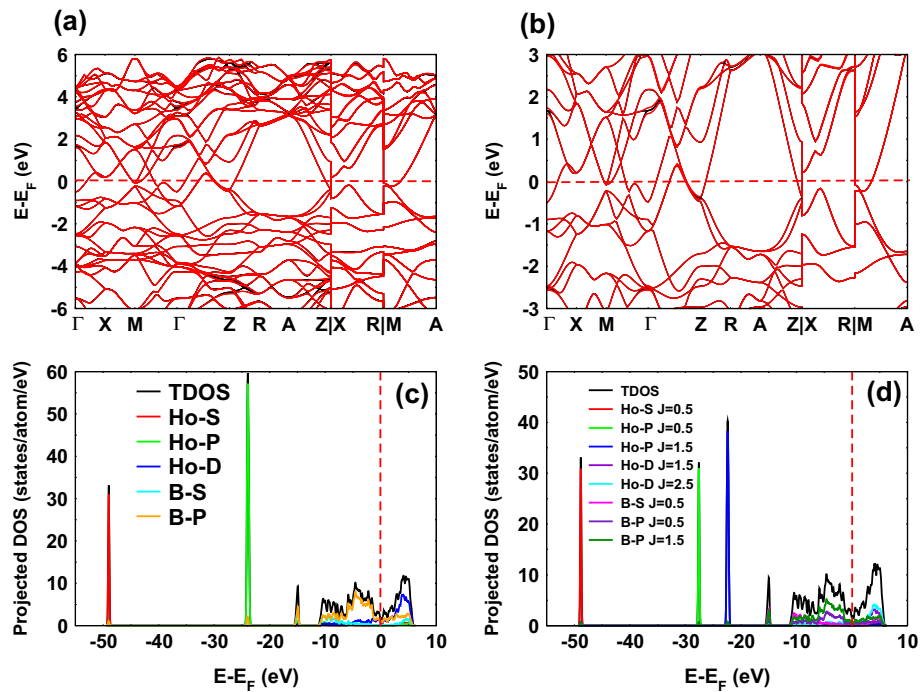 (a)
E-E_F (eV)
6
4
2
0
-2
-4
-6
Γ X M Γ Z R A Z|X R|M A
(b)
E-E_F (eV)
3
2
1
0
-1
-2
-3
Γ X M Γ Z R A Z|X R|M A
(c)
Projected DOS (states/atom/eV)
60
50
40
30
20
10
0
TDOS
Ho-S
Ho-P
Ho-D
B-S
B-P
-50 -40 -30 -20 -10 0 10
E-E_F (eV)
(d)
Projected DOS (states/atom/eV)
50
40
30
20
10
0
TDOS
Ho-S J=0.5
Ho-P J=0.5
Ho-P J=1.5
Ho-D J=1.5
Ho-D J=2.5
B-S J=0.5
B-P J=0.5
B-P J=1.5
-50 -40 -30 -20 -10 0 10
E-E_F (eV)